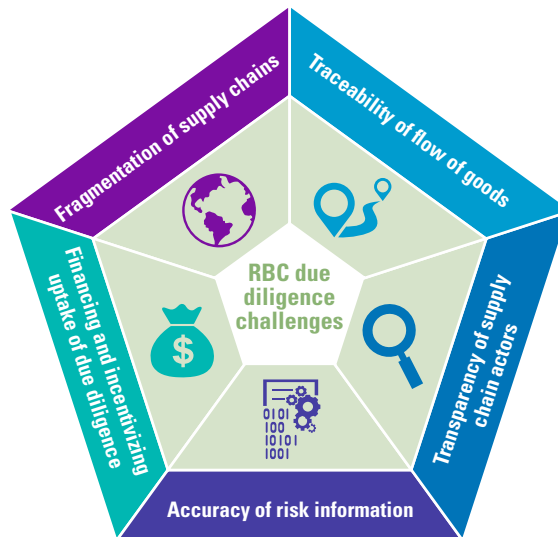 Fragmentation of supply chains
Traceability of flow of goods
RBC due
diligence
challenges
Financing and incentivizing
uptake of due diligence
$
Transparency of supply
chain actors
0101
100
10101
1001
Accuracy of risk information